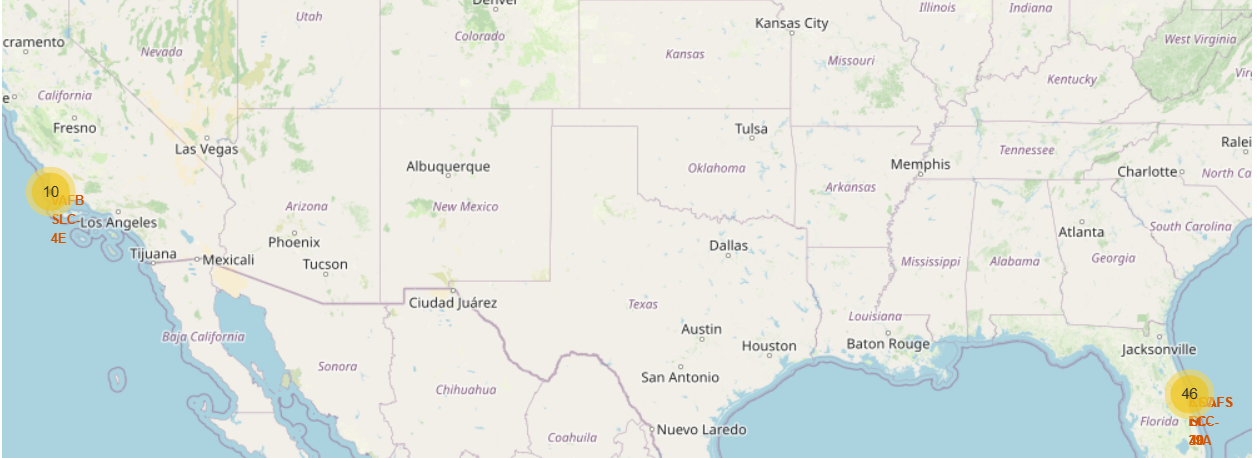 Denver
Utah
Illinois
Indiana
Kansas City
Colorado
West Virginia
cramento
Nevada
Kansas
Missouri
Kentucky
California
Fresno
Tulsa
Las Vegas
Tennessee
Albuquerque
Oklahoma
Memphis
Charlotte
Arkansas
10
VAFB
SLC-
4E
Los Angeles
Arizona
New Mexico
South Carolina
Phoenix
Atlanta
Dallas
Tijuana
Mexicali
Tucson
Mississippi
Alabama
Georgia
Ciudad Juárez
Texas
Louisiana
Baja California
Austin
Houston
Baton Rouge
Jacksonville
Sonora
San Antonio
Chihuahua
46
Florida
Nuevo Laredo
Coahuila